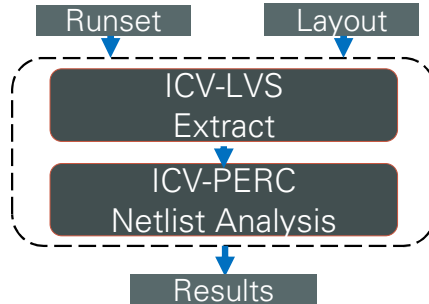 Runset
Layout
ICV-LVS
Extract
ICV-PERC
Netlist Analysis
Results